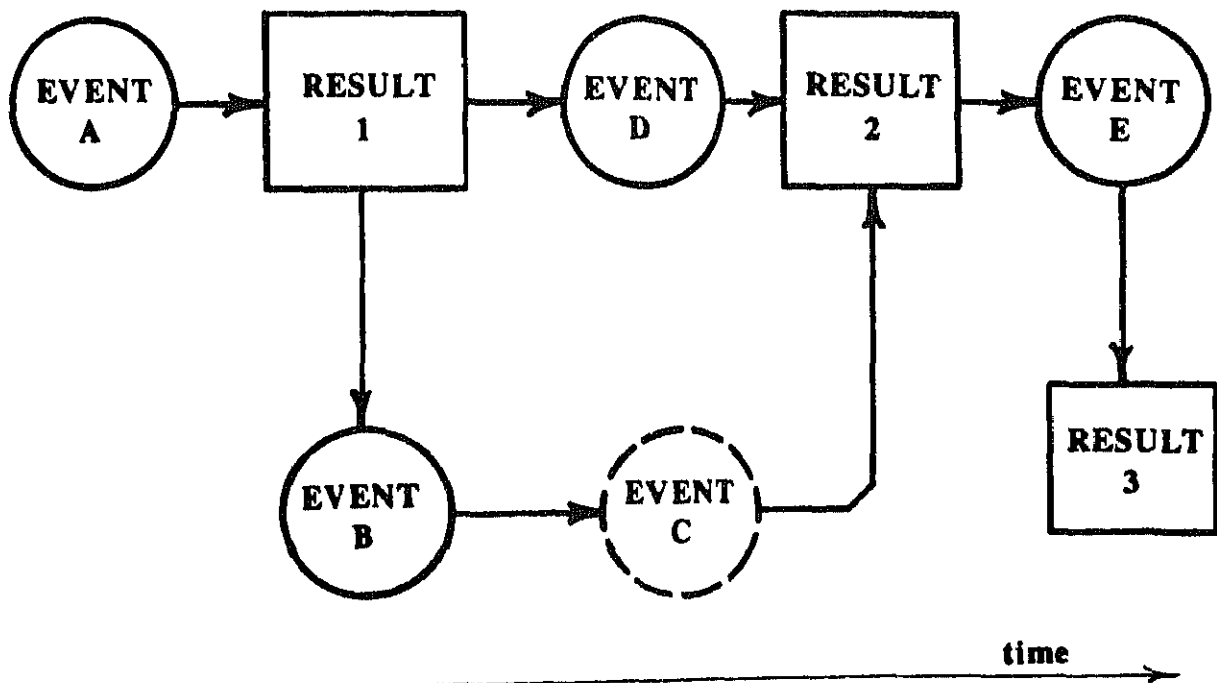 EVENT
A
RESULT
1
EVENT
D
RESULT
2
EVENT
E
EVENT
B
EVENT
C
RESULT
3
time